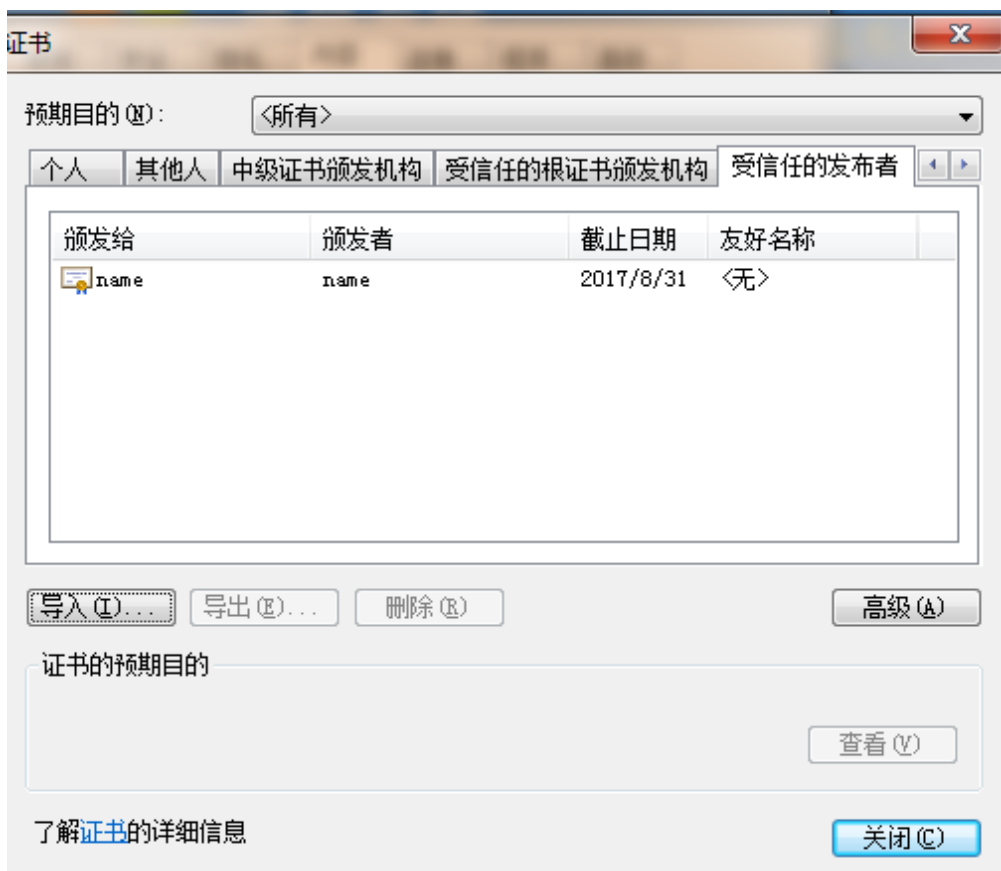 证书
预期目的(N):
<所有>
个人 其他人 中级证书颁发机构 受信任的根证书颁发机构 受信任的发布者
颁发给 颁发者 截止日期 友好名称
name name 2017/8/31 <无>
导入(I)... 导出(E)... 删除(R) 高级(A)
证书的预期目的
查看(V)
了解证书的详细信息
关闭(C)